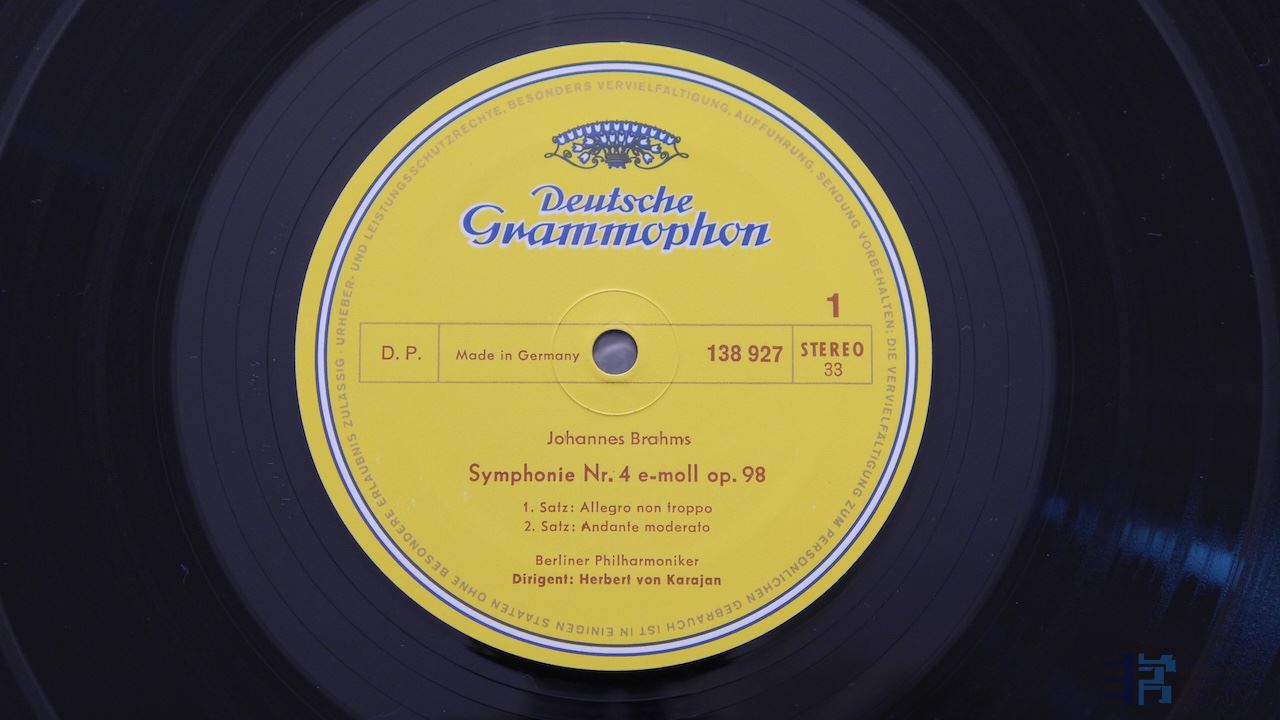 Deutsche
Grammophon
1
D. P.
Made in Germany
138 927
STEREO
33
Johannes Brahms
Symphonie Nr. 4 e-moll op. 98
1. Satz: Allegro non troppo
2. Satz: Andante moderato
Berliner Philharmoniker
Dirigent: Herbert von Karajan
URHEBER- UND LEISTUNGSSCHUTZRECHTE, BESONDERS VERVIELFÄLTIGUNG, AUFFÜHRUNG, SENDUNG VORBEHALTEN; DIE VERVIELFÄLTIGUNG ZUM PERSÖNLICHEN GEBRAUCH IST IN EINIGEN STAATEN OHNE BESONDERE ERLAUBNIS ZULÄSSIG ·